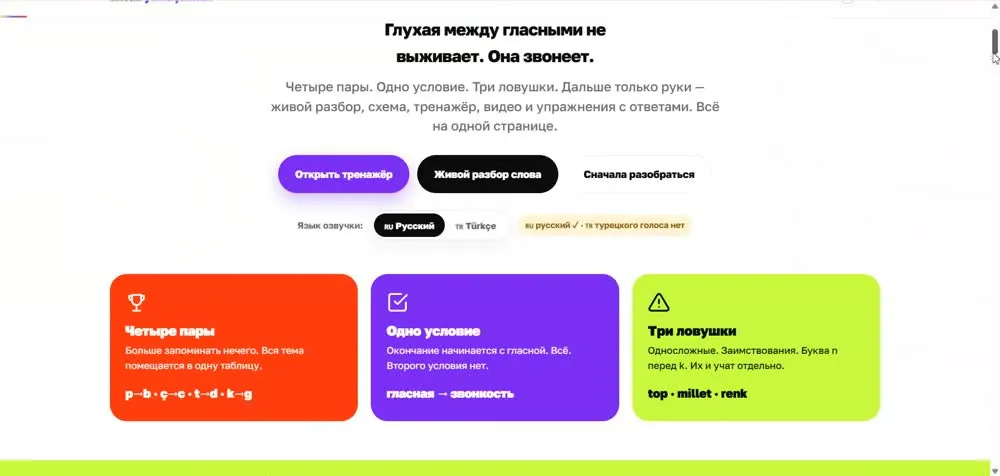 Глухая между гласными не
выживает. Она звонеет.
Четыре пары. Одно условие. Три ловушки. Дальше только руки —
живой разбор, схема, тренажёр, видео и упражнения с ответами. Всё
на одной странице.
Открыть тренажёр
Живой разбор слова
Сначала разобраться
Язык озвучки:
RU Русский
TR Türkçe
RU русский ✓ · TR турецкого голоса нет
Четыре пары
Больше запоминать нечего. Вся тема
помещается в одну таблицу.
p→b · ç→c · t→d · k→g
Одно условие
Окончание начинается с гласной. Всё.
Второго условия нет.
гласная → звонкость
Три ловушки
Односложные. Заимствования. Буква n
перед k. Их и учат отдельно.
top · millet · renk